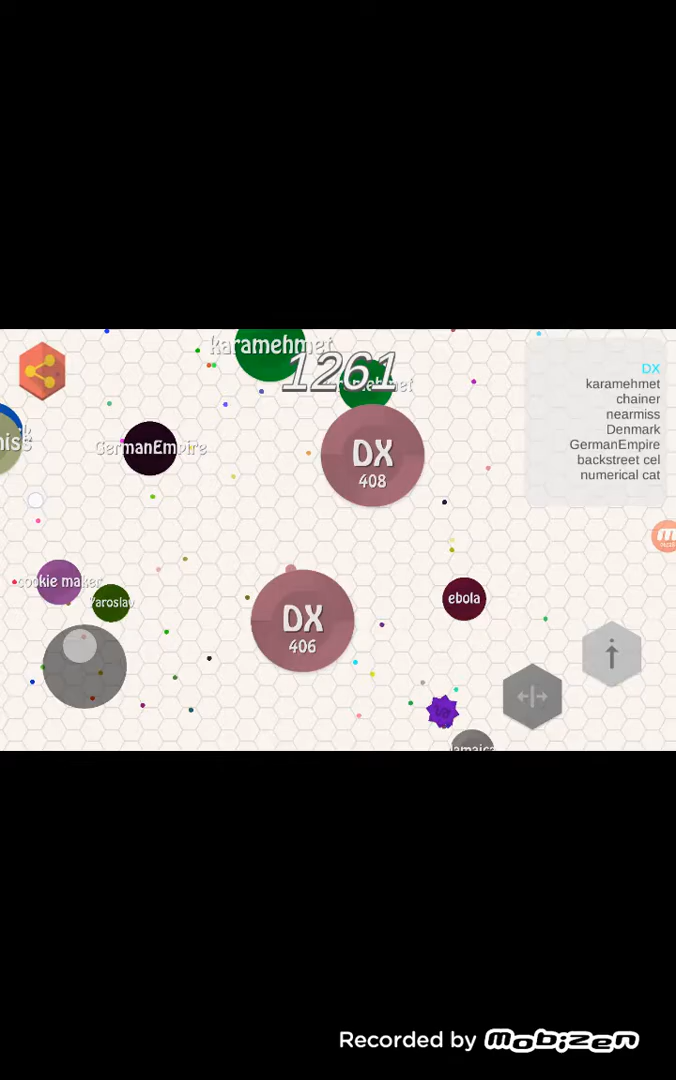 karamehmet
1261
DX
karamehmet
chainer
nearmiss
Denmark
GermanEmpire
backstreet cel
numerical cat
GermanEmpire
DX
408
cookie maker
Yaroslav
ebola
DX
406
Jamaica
Recorded by mobizen